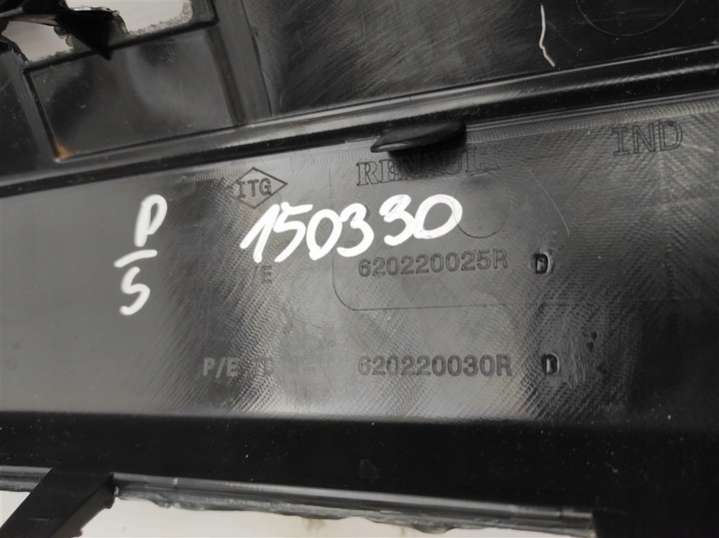 IND
ITG RENAULT
P/S 150330
/E 620220025R D
P/E 620220030R D